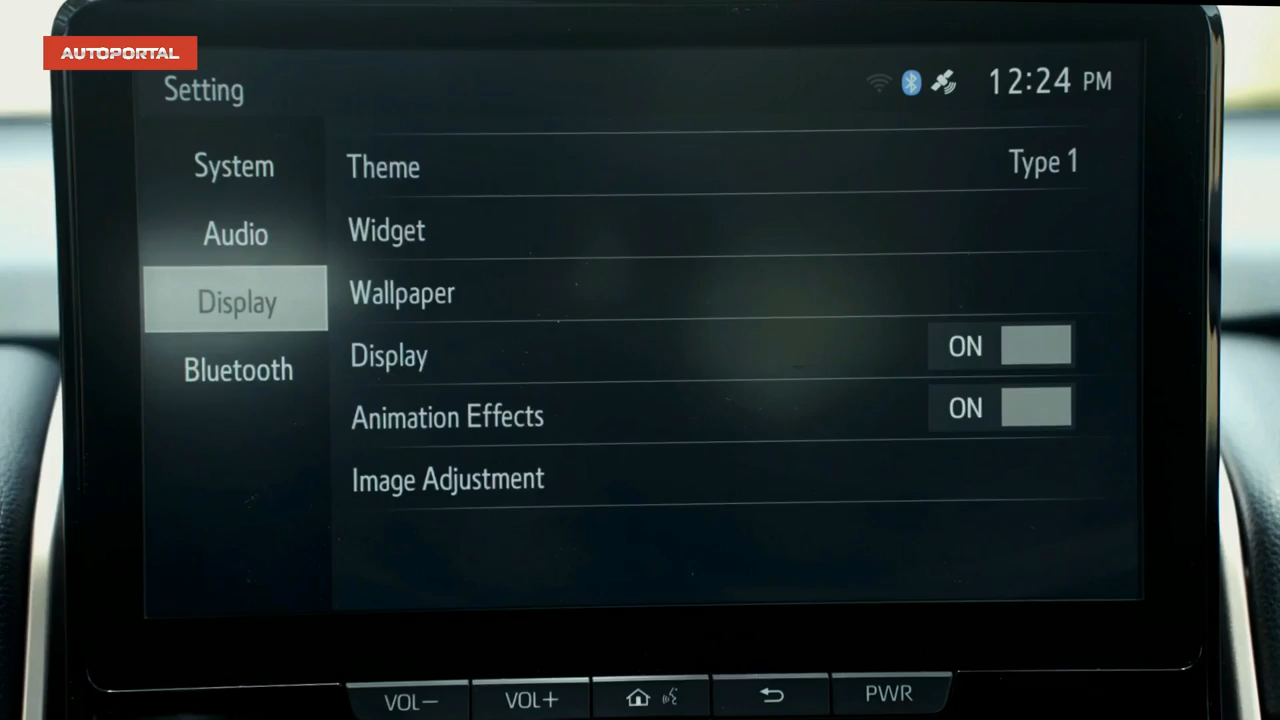 AUTOPORTAL
Setting
12:24 PM
System
Audio
Display
Bluetooth
Theme Type 1
Widget
Wallpaper
Display ON
Animation Effects ON
Image Adjustment
VOL− VOL+ PWR